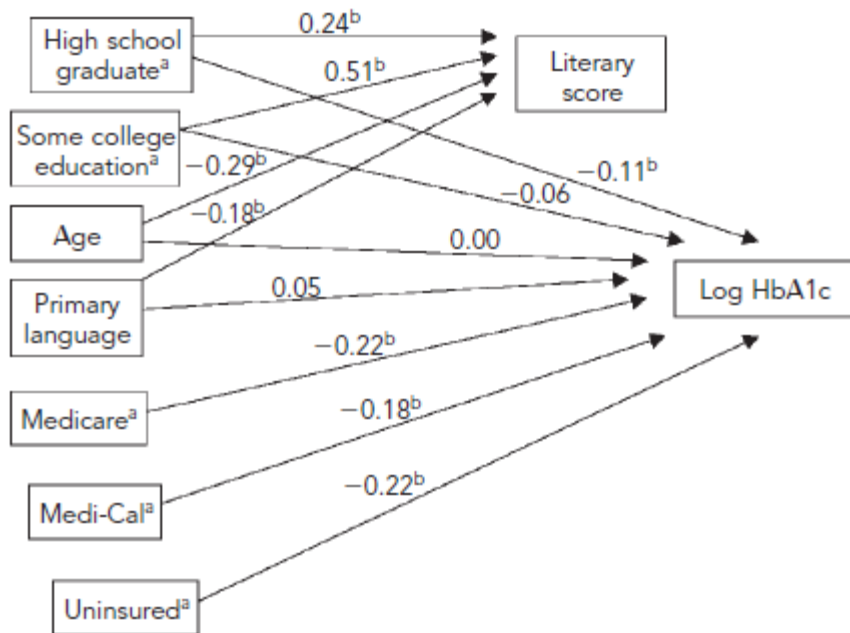 High school
graduateᵃ
0.24ᵇ
Literary
score
0.51ᵇ
Some college
educationᵃ
−0.29ᵇ
−0.11ᵇ
−0.06
−0.18ᵇ
Age
0.00
Primary
language
0.05
Log HbA1c
−0.22ᵇ
Medicareᵃ
−0.18ᵇ
Medi-Calᵃ
−0.22ᵇ
Uninsuredᵃ